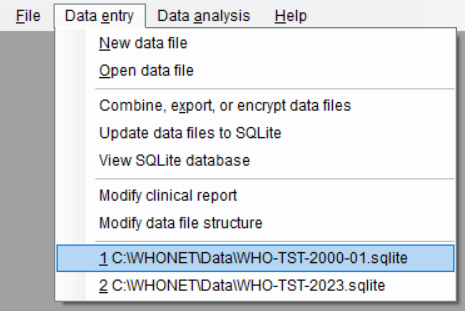 File Data entry Data analysis Help
New data file
Open data file
Combine, export, or encrypt data files
Update data files to SQLite
View SQLite database
Modify clinical report
Modify data file structure
1 C:\WHONET\Data\WHO-TST-2000-01.sqlite
2 C:\WHONET\Data\WHO-TST-2023.sqlite